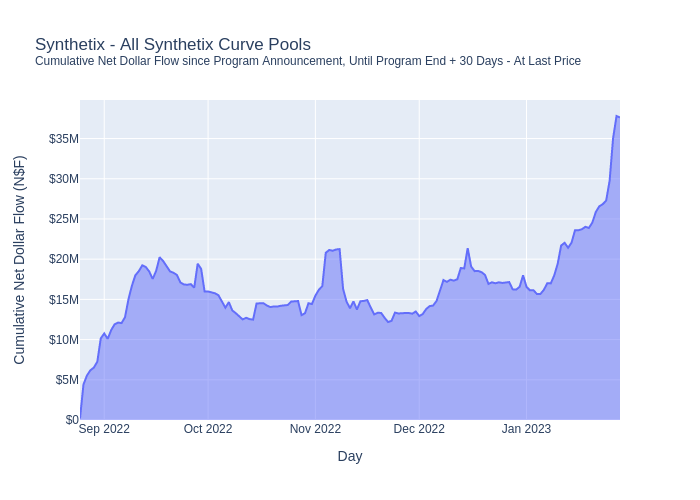 Synthetix - All Synthetix Curve Pools
Cumulative Net Dollar Flow since Program Announcement, Until Program End + 30 Days - At Last Price
Cumulative Net Dollar Flow (N$F)
$35M
$30M
$25M
$20M
$15M
$10M
$5M
$0
Sep 2022
Oct 2022
Nov 2022
Dec 2022
Jan 2023
Day